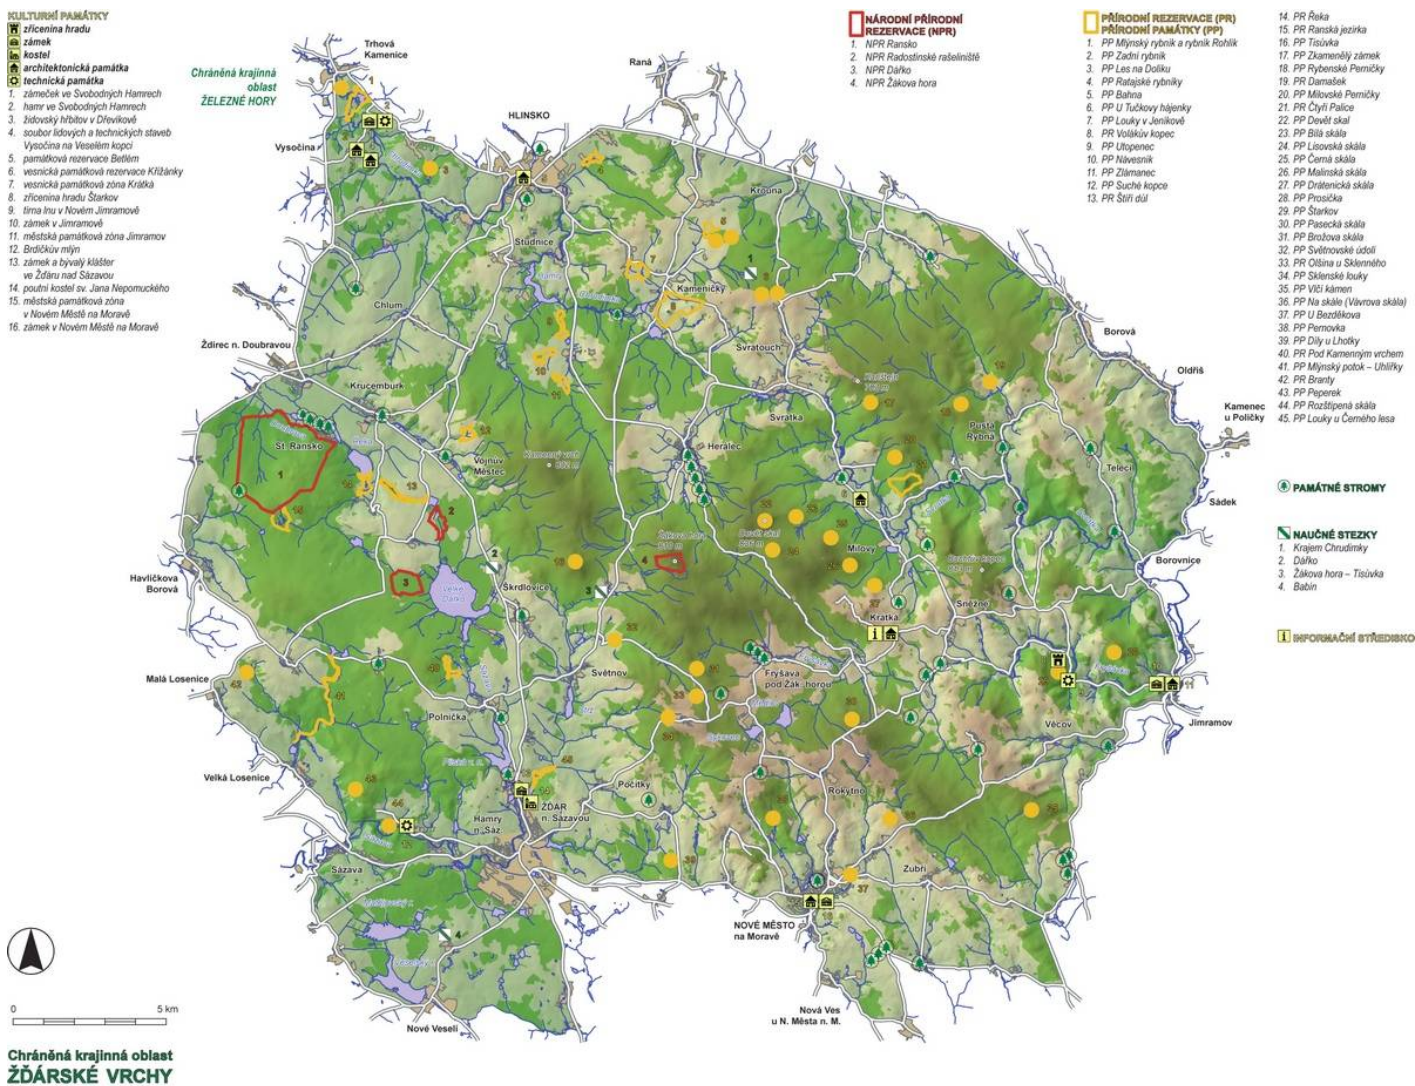 KULTURNÍ PAMÁTKY
zřícenina hradu
zámek
kostel
architektonická památka
technická památka
1. zámeček ve Svobodných Hamrech
2. hamr ve Svobodných Hamrech
3. židovský hřbitov v Dřevíkově
4. soubor lidových a technických staveb
Vysočina na Veselém kopci
5. památková rezervace Betlém
6. vesnická památková rezervace Křižánky
7. vesnická památková zóna Krátká
8. zřícenina hradu Štarkov
9. tírna lnu v Novém Jimramově
10. zámek v Jimramově
11. městská památková zóna Jimramov
12. Brdičkův mlýn
13. zámek a bývalý klášter
ve Žďáru nad Sázavou
14. poutní kostel sv. Jana Nepomuckého
15. městská památková zóna
v Novém Městě na Moravě
16. zámek v Novém Městě na Moravě
NÁRODNÍ PŘÍRODNÍ
REZERVACE (NPR)
1. NPR Ransko
2. NPR Radostínské rašeliniště
3. NPR Dářko
4. NPR Žákova hora
PŘÍRODNÍ REZERVACE (PR)
PŘÍRODNÍ PAMÁTKY (PP)
1. PP Mlýnský rybník a rybník Rohlík
2. PP Zadní rybník
3. PP Les na Dolíku
4. PP Ratajské rybníky
5. PP Bahna
6. PP U Tučkovy hájenky
7. PP Louky v Jeníkově
8. PR Volákův kopec
9. PP Utopenec
10. PP Návesník
11. PP Zlámanec
12. PP Suché kopce
13. PR Štíří důl
14. PR Řeka
15. PR Ranská jezírka
16. PP Tisůvka
17. PP Zkamenělý zámek
18. PP Rybenské Perničky
19. PR Damašek
20. PP Milovské Perničky
21. PR Čtyři Palice
22. PP Devět skal
23. PP Bílá skála
24. PP Lisovská skála
25. PP Černá skála
26. PP Malínská skála
27. PP Drátenická skála
28. PP Prosička
29. PP Štarkov
30. PP Pasecká skála
31. PP Brožova skála
32. PP Světnovské údolí
33. PR Olšina u Skleného
34. PP Sklenské louky
35. PP Vlčí kámen
36. PP Na skále (Vávrova skála)
37. PP U Bezděkova
38. PP Pernovka
39. PP Díly u Lhotky
40. PR Pod Kamenným vrchem
41. PP Mlýnský potok – Uhlířky
42. PR Branty
43. PP Peperek
44. PP Rozštípená skála
45. PP Louky u Černého lesa
PAMÁTNÉ STROMY
NAUČNÉ STEZKY
1. Krajem Chrudimky
2. Dářko
3. Žákova hora – Tisůvka
4. Babín
INFORMAČNÍ STŘEDISKO
Chráněná krajinná
oblast
ŽELEZNÉ HORY
Trhová
Kamenice
Raná
HLINSKO
Vysočina
Krouna
Studnice
Kameničky
Chlum
Borová
Svratouch
Ždírec n. Doubravou
Oldříš
Krucemburk
Kamenec
u Poličky
Svratka
Pustá
Rybná
St. Ransko
Herálec
Vojnův
Městec
Telecí
Sádek
Milovy
Havlíčkova
Borová
Škrdlovice
Borovnice
Sněžné
Krátká
Světnov
Fryšava
pod Žák. horou
Malá Losenice
Polnička
Jimramov
Věcov
Velká Losenice
Počítky
Rokytno
ŽĎÁR
n. Sázavou
Hamry
n. Sáz.
Sázava
Zubří
NOVÉ MĚSTO
na Moravě
Nová Ves
u N. Města n. M.
Nové Veselí
0 5 km
Chráněná krajinná oblast
ŽĎÁRSKÉ VRCHY